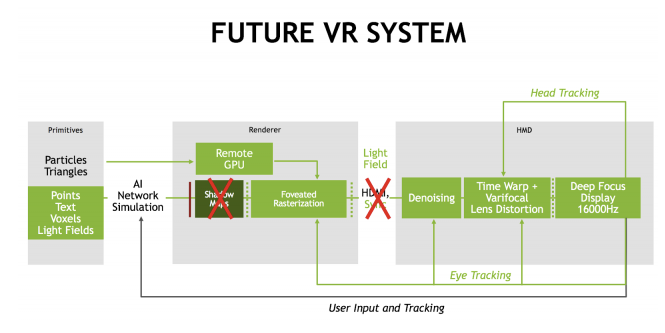 FUTURE VR SYSTEM
Head Tracking
Primitives
Renderer
HMD
Particles
Triangles
Remote
GPU
Light
Field
Points
Text
Voxels
Light Fields
AI
Network
Simulation
Shadow
Maps
Foveated
Rasterization
HDMI,
Sync
Denoising
Time Warp +
Varifocal
Lens Distortion
Deep Focus
Display
16000Hz
Eye Tracking
User Input and Tracking